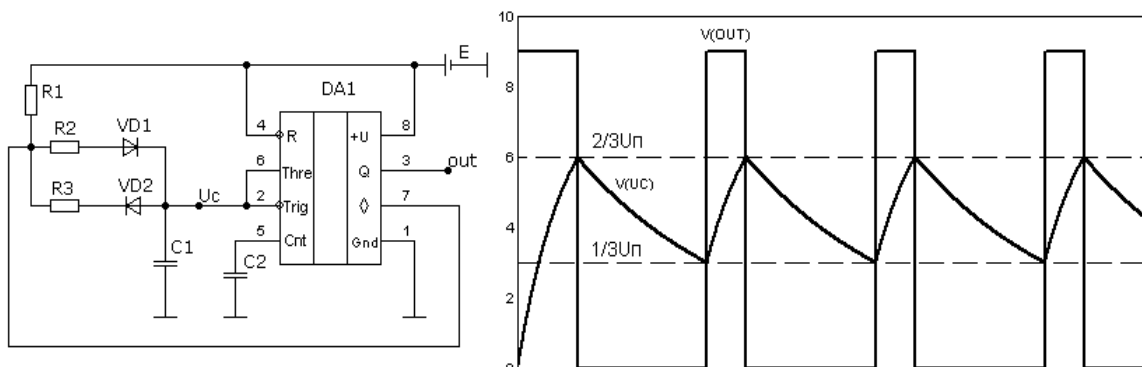 E
DA1
R1
R2 VD1
4 R +U 8
6 Thre Q 3 out
R3 VD2 Uc
2 Trig ◊ 7
5 Cnt Gnd 1
C1 C2
10
V(OUT)
8
2/3Uп
6
V(UC)
4
1/3Uп
2
0